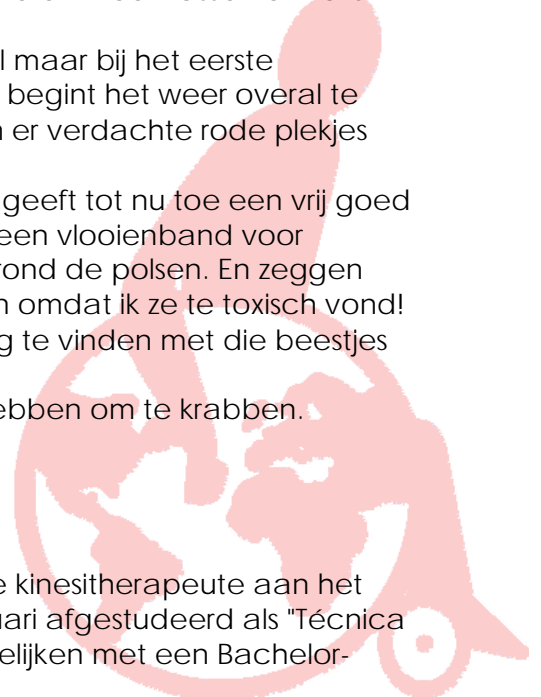 l maar bij het eerste
begint het weer overal te
er verdachte rode plekjes
geeft tot nu toe een vrij goed
een vlooienband voor
rond de polsen. En zeggen
omdat ik ze te toxisch vond!
g te vinden met die beestjes
ebben om te krabben.
e kinesitherapeute aan het
uari afgestudeerd als "Técnica
elijken met een Bachelor-